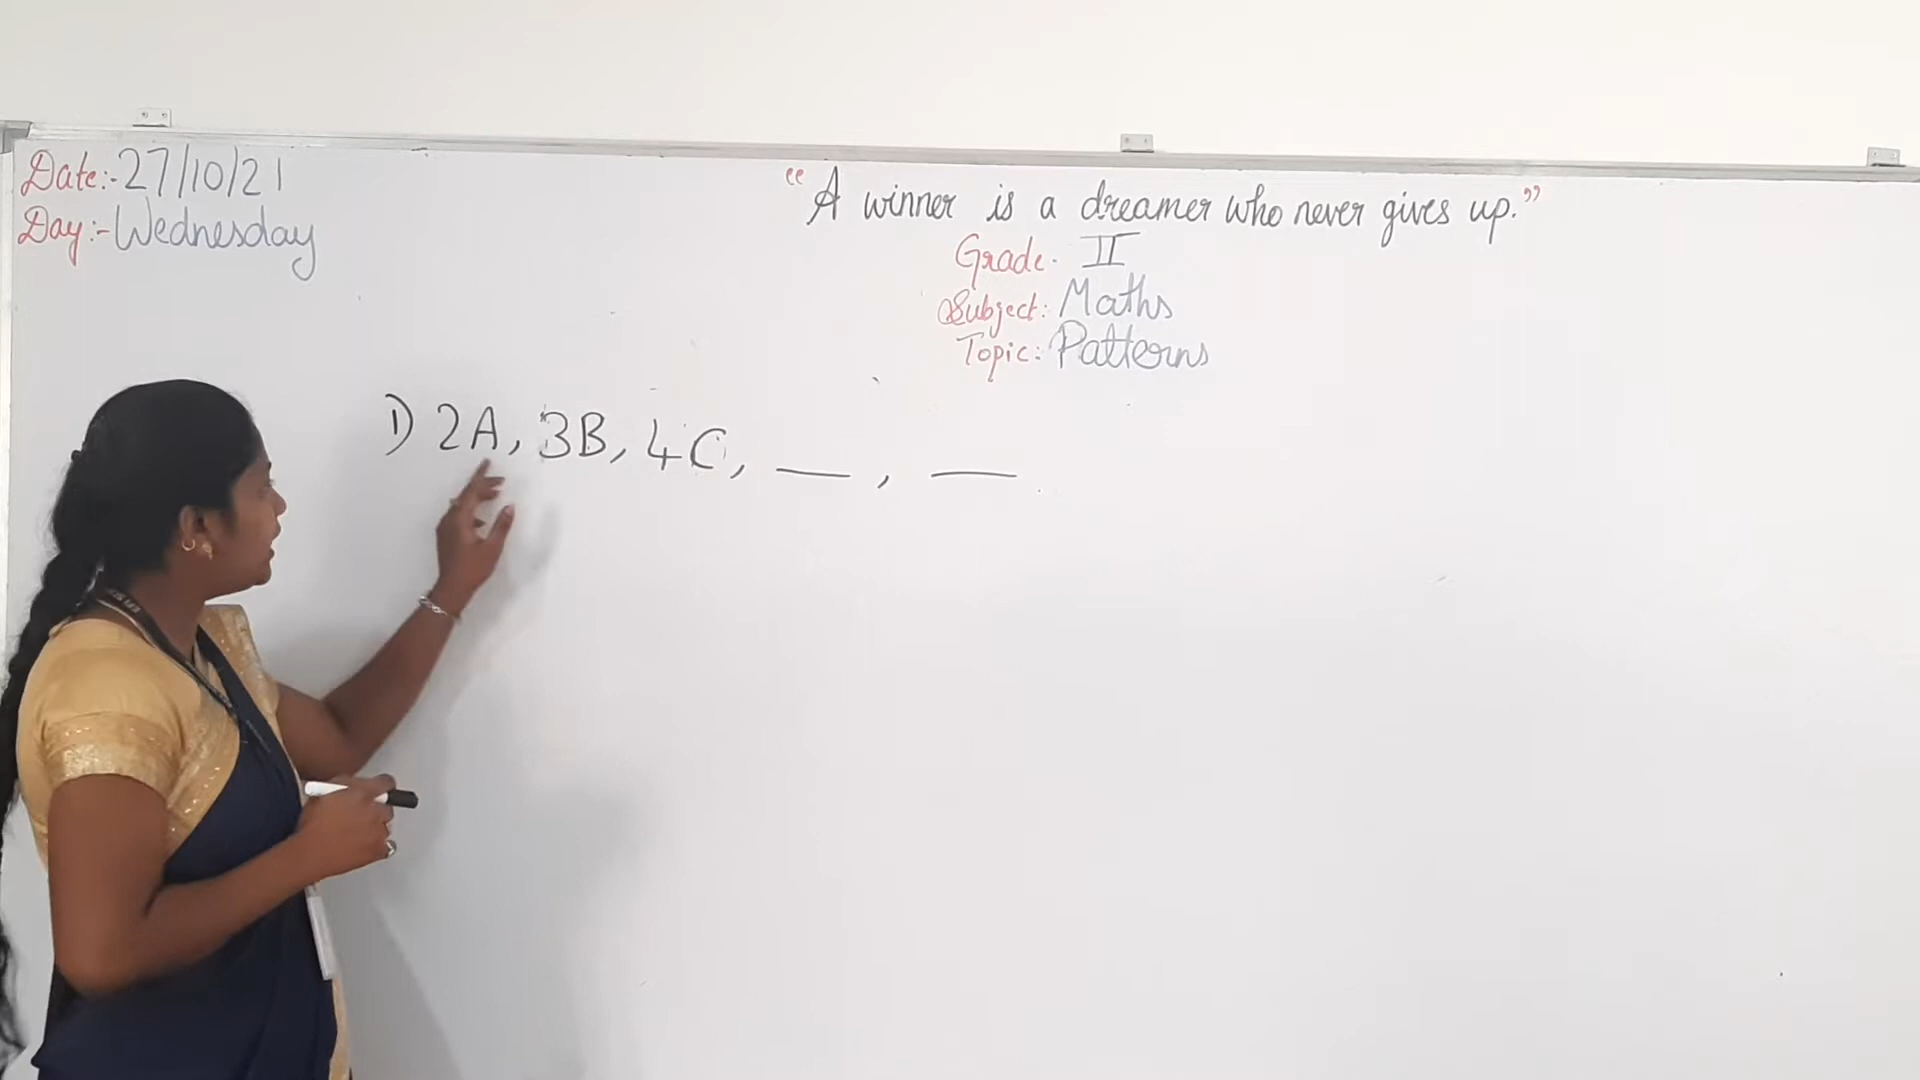 Date:-27/10/21
Day:-Wednesday
"A winner is a dreamer who never gives up."
Grade- II
Subject: Maths
Topic: Patterns
1) 2A, 3B, 4C, __ , __